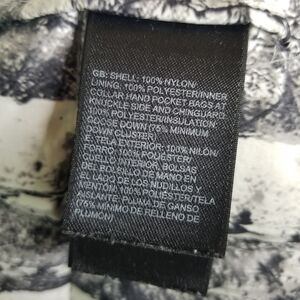 GB: SHELL: 100% NYLON/
LINING: 100% POLYESTER/INNER
COLLAR HAND POCKET BAGS AT
KNUCKLE SIDE AND CHINGUARD:
100% POLYESTER/INSULATION:
GOOSE DOWN (75% MINIMUM
DOWN CLUSTER)
E: TELA EXTERIOR: 100% NILÓN/
FORRO: 100% POLIÉSTER/
CUELLO INTERIOR, BOLSAS
DEL BOLSILLO DE MANO EN
EL LADO DE LOS NUDILLOS Y
MENTÓN: 100% POLIÉSTER/TELA
AISLANTE: PLUMA DE GANSO
(75% MINIMO DE RELLENO DE
PLUMÓN)